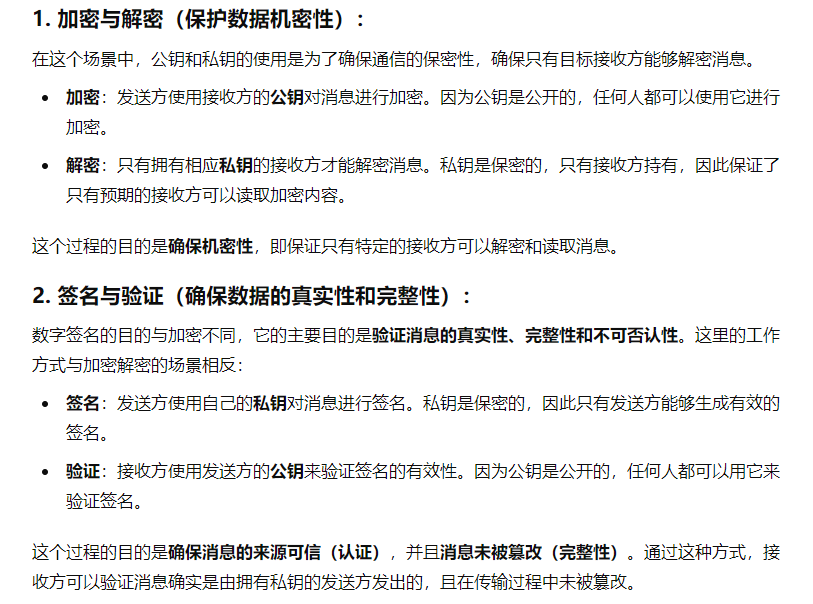 1. 加密与解密（保护数据机密性）：
在这个场景中，公钥和私钥的使用是为了确保通信的保密性，确保只有目标接收方能够解密消息。
• 加密：发送方使用接收方的公钥对消息进行加密。因为公钥是公开的，任何人都可以使用它进行
加密。
• 解密：只有拥有相应私钥的接收方才能解密消息。私钥是保密的，只有接收方持有，因此保证了
只有预期的接收方可以读取加密内容。
这个过程的目的是确保机密性，即保证只有特定的接收方可以解密和读取消息。
2. 签名与验证（确保数据的真实性和完整性）：
数字签名的目的与加密不同，它的主要目的是验证消息的真实性、完整性和不可否认性。这里的工作
方式与加密解密的场景相反：
• 签名：发送方使用自己的私钥对消息进行签名。私钥是保密的，因此只有发送方能够生成有效的
签名。
• 验证：接收方使用发送方的公钥来验证签名的有效性。因为公钥是公开的，任何人都可以用它来
验证签名。
这个过程的目的是确保消息的来源可信（认证），并且消息未被篡改（完整性）。通过这种方式，接
收方可以验证消息确实是由拥有私钥的发送方发出的，且在传输过程中未被篡改。